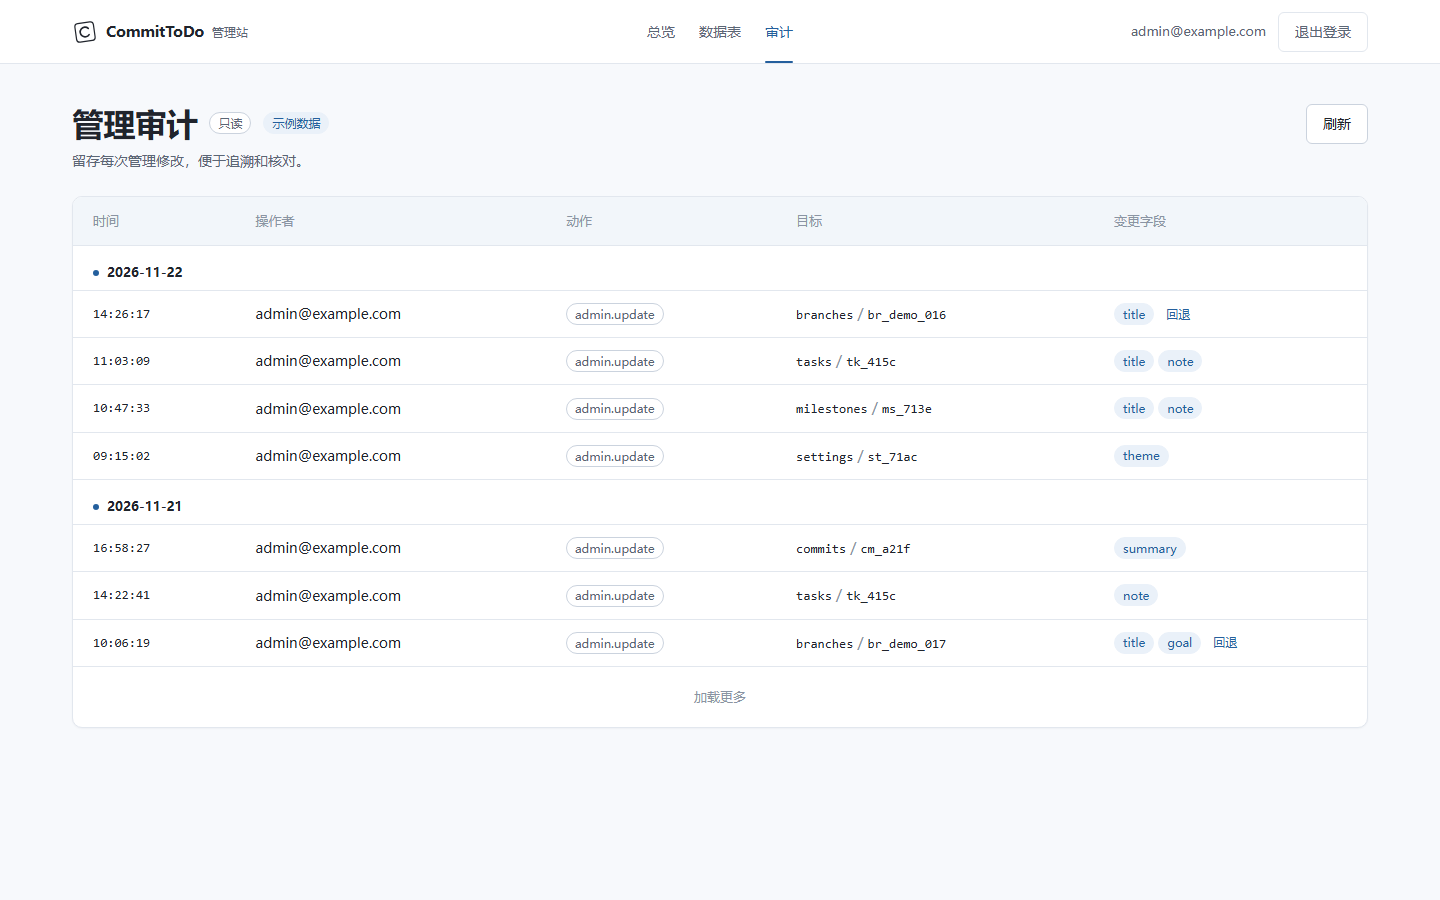 CommitToDo 管理站 总览 数据表 审计 admin@example.com 退出登录
管理审计 只读 示例数据 刷新
留存每次管理修改，便于追溯和核对。
时间 操作者 动作 目标 变更字段
2026-11-22
14:26:17 admin@example.com admin.update branches / br_demo_016 title 回退
11:03:09 admin@example.com admin.update tasks / tk_415c title note
10:47:33 admin@example.com admin.update milestones / ms_713e title note
09:15:02 admin@example.com admin.update settings / st_71ac theme
2026-11-21
16:58:27 admin@example.com admin.update commits / cm_a21f summary
14:22:41 admin@example.com admin.update tasks / tk_415c note
10:06:19 admin@example.com admin.update branches / br_demo_017 title goal 回退
加载更多